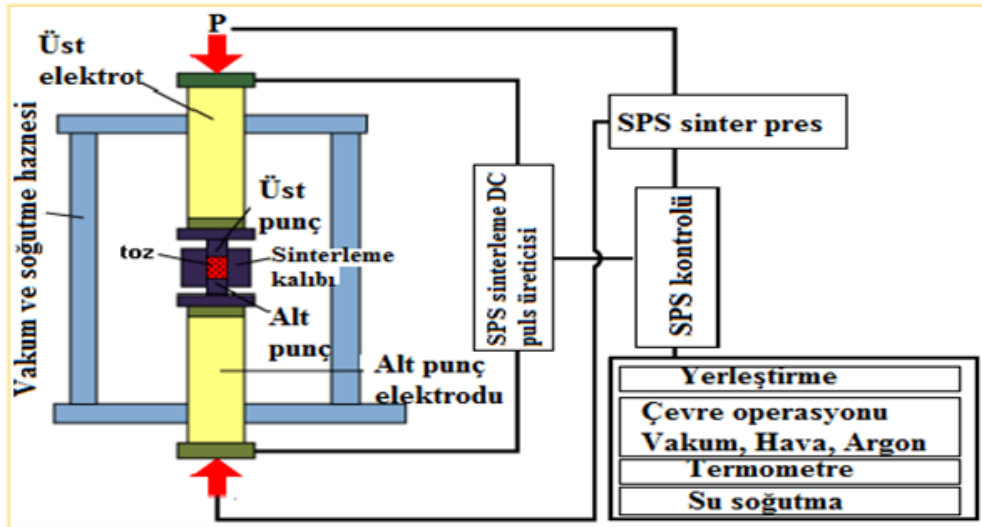 P
Üst
elektrot
Vakum ve soğutme haznesi
Üst
punç
toz
Sinterleme
kalıbı
Alt
punç
Alt punç
elektrodu
SPS sinterleme DC
puls üreticisi
SPS sinter pres
SPS kontrolü
Yerleştirme
Çevre operasyonu
Vakum, Hava, Argon
Termometre
Su soğutma